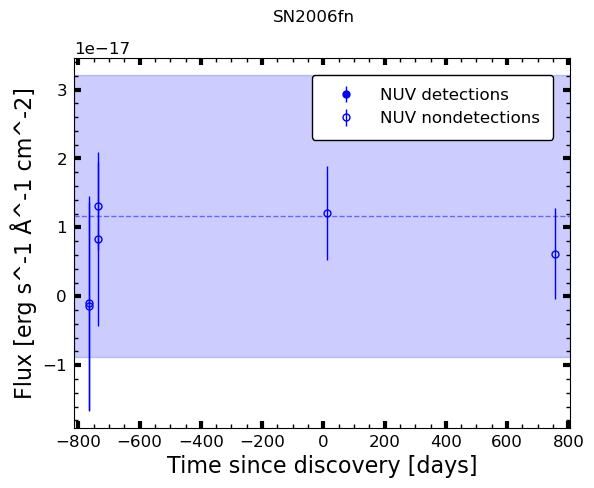 SN2006fn
1e−17
3
2
1
0
−1
NUV detections
NUV nondetections
Flux [erg s^-1 Å^-1 cm^-2]
−800 −600 −400 −200 0 200 400 600 800
Time since discovery [days]